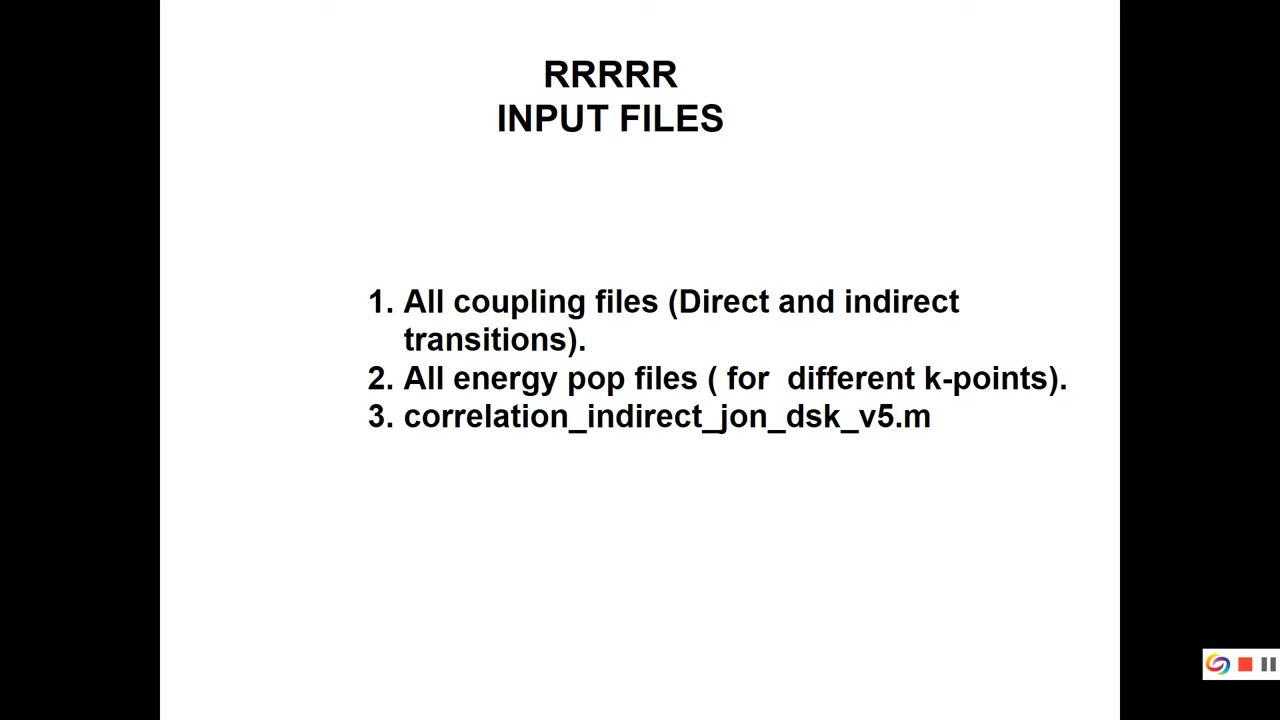 RRRRR
INPUT FILES
1. All coupling files (Direct and indirect
transitions).
2. All energy pop files ( for  different k-points).
3. correlation_indirect_jon_dsk_v5.m